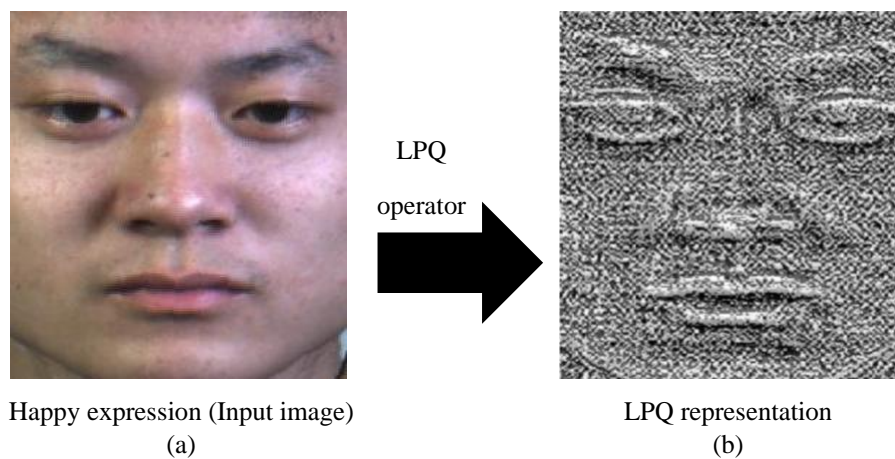 LPQ
operator
Happy expression (Input image)
(a)
LPQ representation
(b)